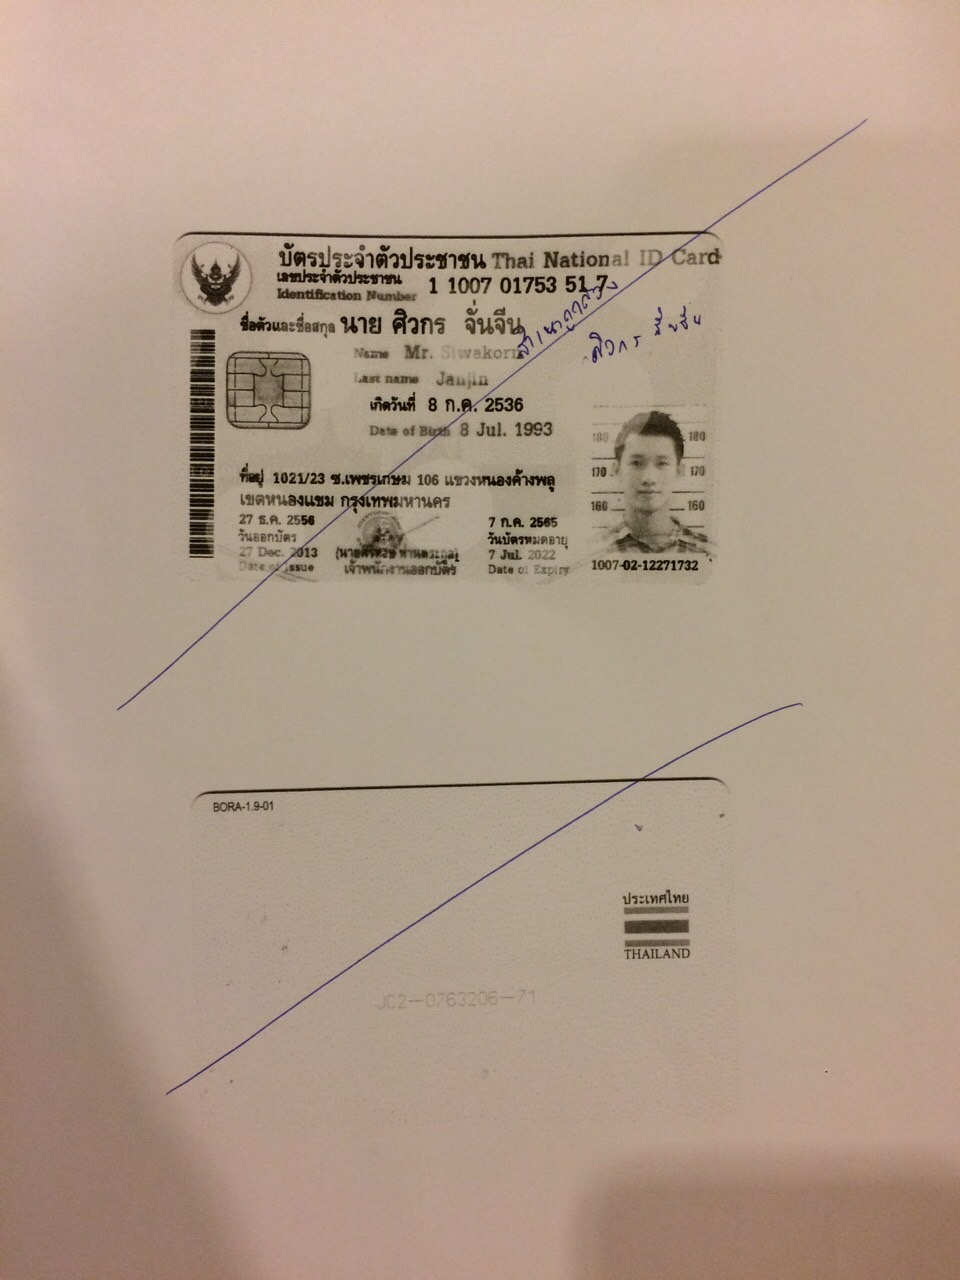 บัตรประจำตัวประชาชน Thai National ID Card
เลขประจำตัวประชาชน
Identification Number 1 1007 01753 51 7
ชื่อตัวและชื่อสกุล นาย ศิวกร จั่นจีน
Name Mr. Siwakorn
Last name Janjin
เกิดวันที่ 8 ก.ค. 2536
Date of Birth 8 Jul. 1993
สำเนาถูกต้อง
ศิวกร จั่นจีน
ที่อยู่ 1021/23 ซ.เพชรเกษม 106 แขวงหนองค้างพลู
เขตหนองแขม กรุงเทพมหานคร
27 ธ.ค. 2556
วันออกบัตร
27 Dec. 2013
Date of Issue
เจ้าพนักงานออกบัตร
7 ก.ค. 2565
วันบัตรหมดอายุ
7 Jul. 2022
Date of Expiry
180 180
170 170
160 160
1007-02-12271732
BORA-1.9-01
ประเทศไทย
THAILAND
JC2-0763206-71